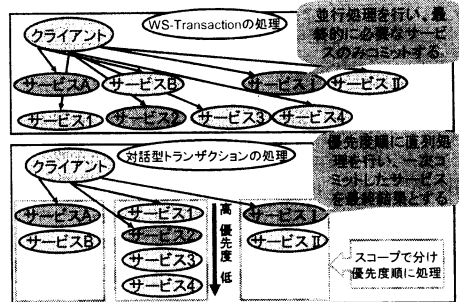 WS-Transactionの処理
並行処理を行い、最
終的に必要なサービ
スのみコミットする
クライアント
サービスA
サービスB
サービスⅠ
サービスⅡ
サービス1
サービス2
サービス3
サービス4
対話型トランザクションの処理
優先度順に直列処
理を行い、一次コ
ミットしたサービス
を最終結果とする
クライアント
サービスA
サービスB
サービス1
サービス2
サービス3
サービス4
高
優
先
度
低
サービスⅠ
サービスⅡ
スコープで分け
優先度順に処理